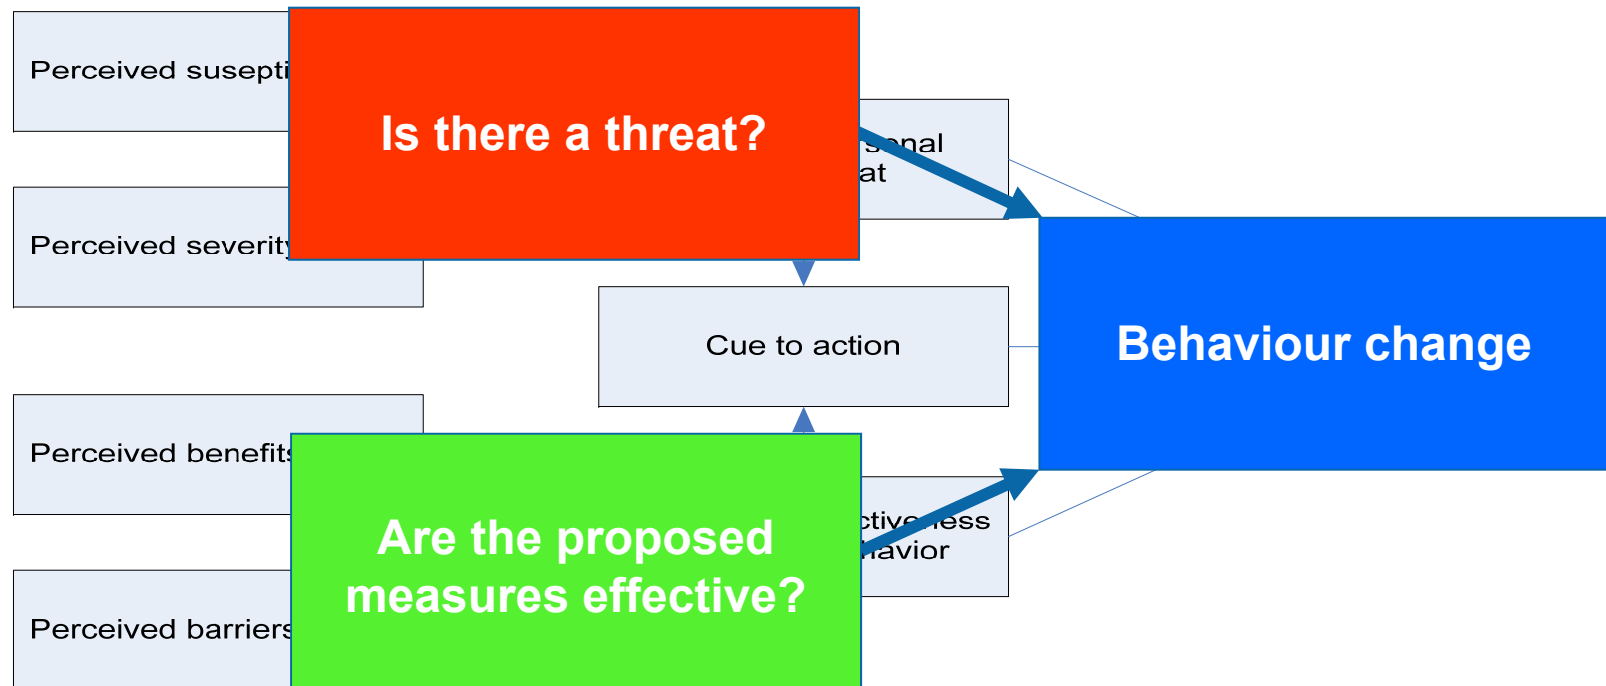 Perceived
Is there a threat?
Perceived severity
Cue to action
Behaviour change
Perceived benefits
Are the proposed
measures effective?
Perceived barriers